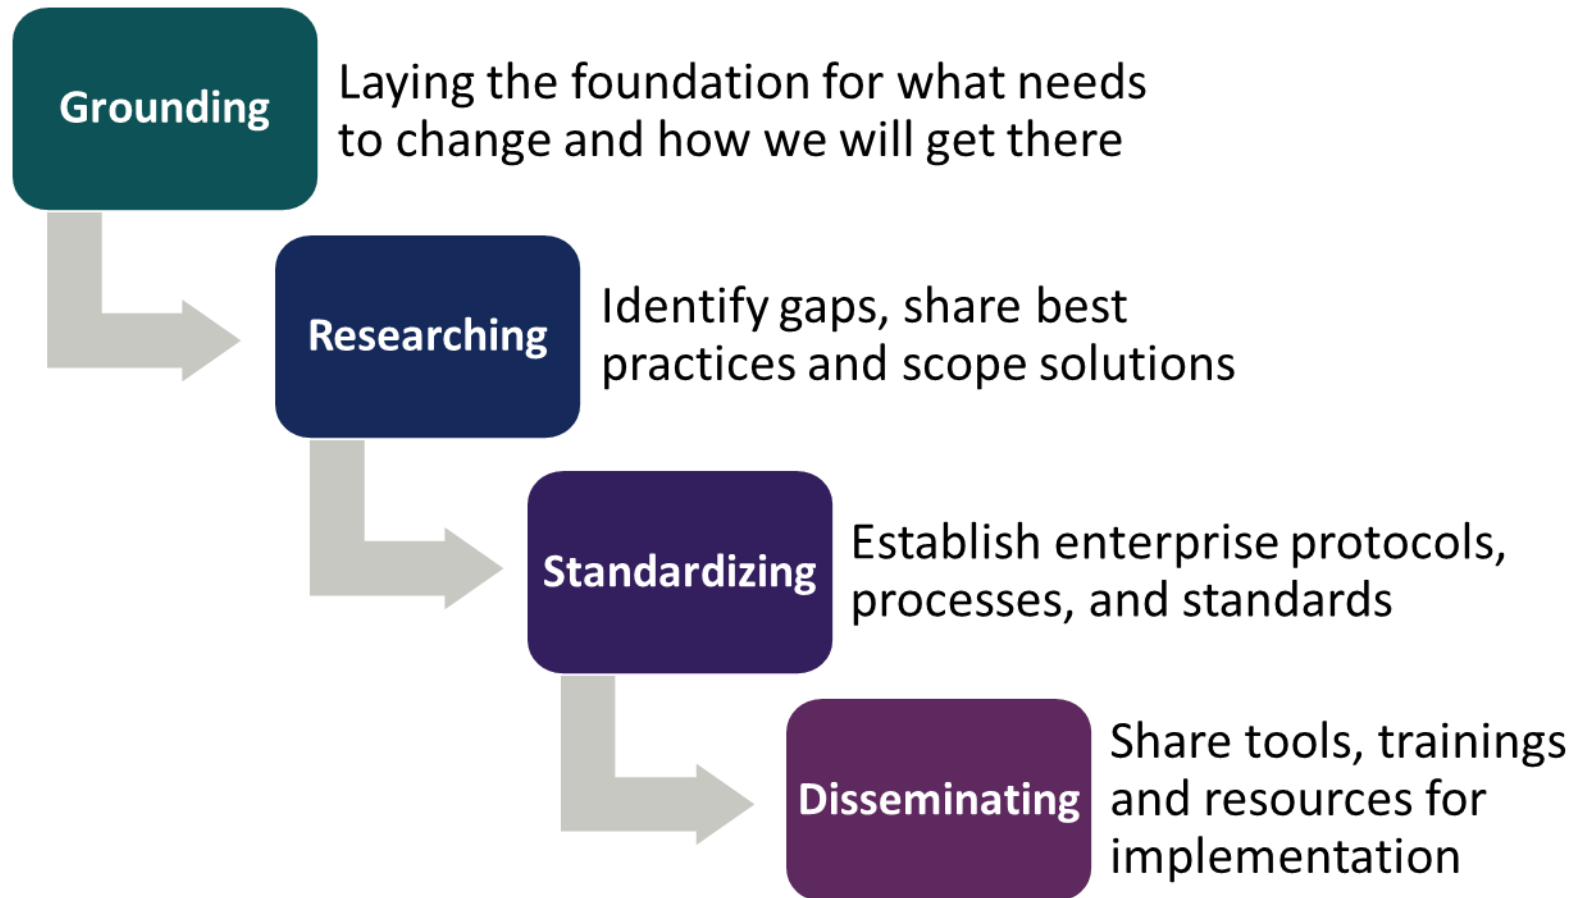 Grounding
Laying the foundation for what needs
to change and how we will get there
Researching
Identify gaps, share best
practices and scope solutions
Standardizing
Establish enterprise protocols,
processes, and standards
Disseminating
Share tools, trainings
and resources for
implementation